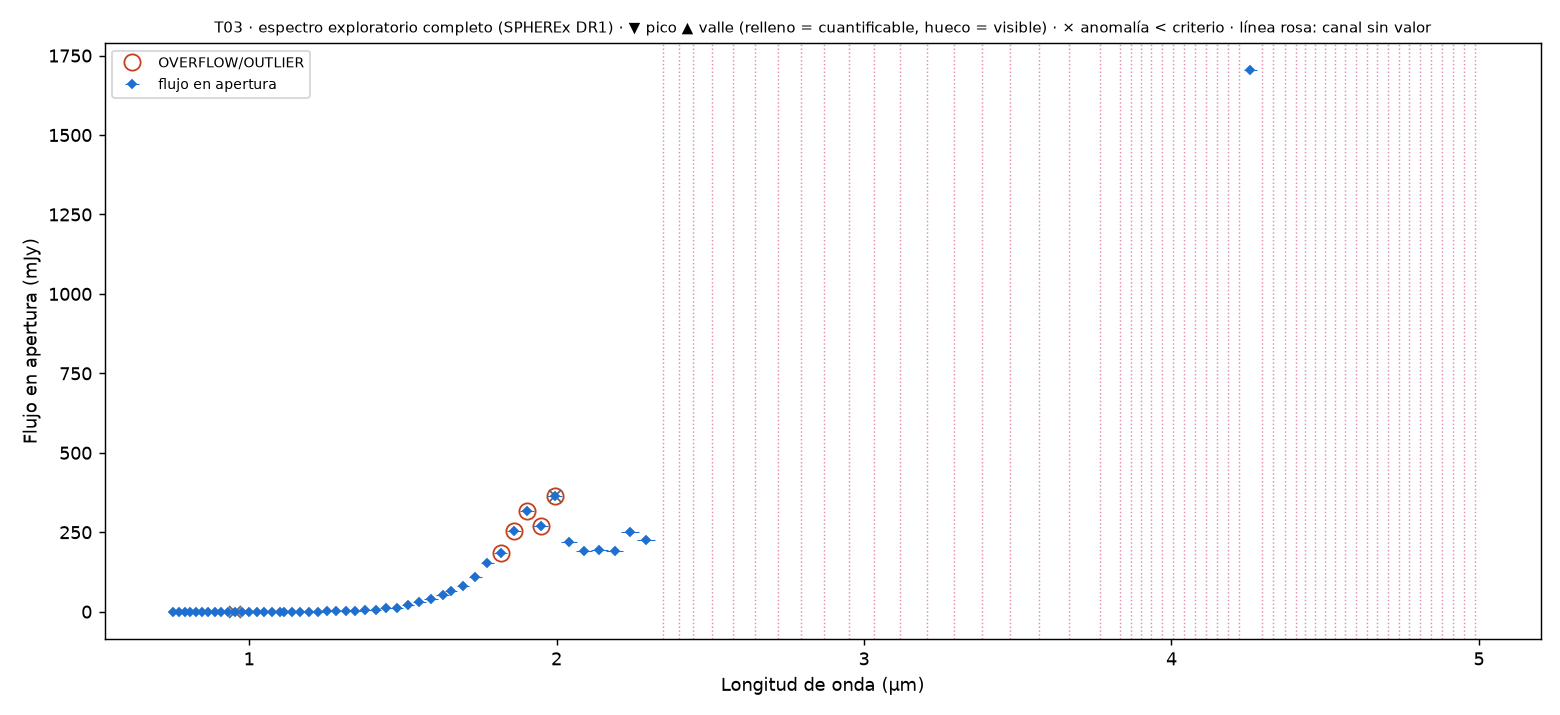 T03 · espectro exploratorio completo (SPHEREx DR1) · ▼ pico ▲ valle (relleno = cuantificable, hueco = visible) · × anomalía < criterio · línea rosa: canal sin valor
OVERFLOW/OUTLIER
flujo en apertura
Flujo en apertura (mJy)
1750
1500
1250
1000
750
500
250
0
1
2
3
4
5
Longitud de onda (µm)